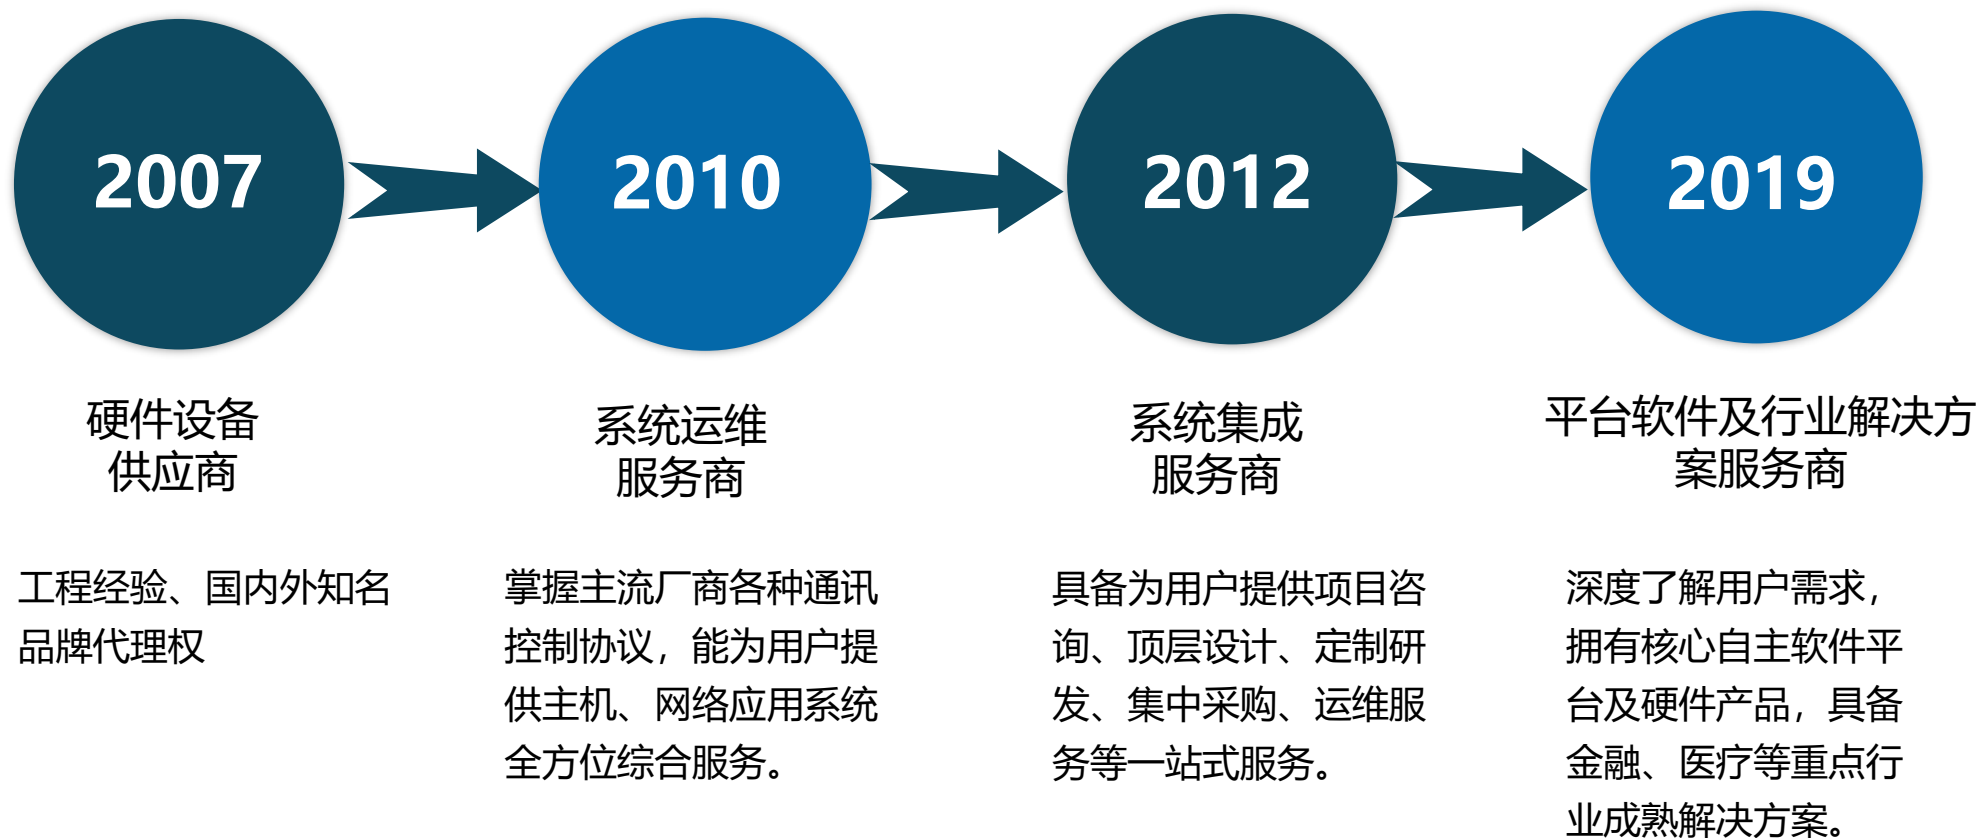 2007
2010
2012
2019
硬件设备
供应商
系统运维
服务商
系统集成
服务商
平台软件及行业解决方
案服务商
工程经验、国内外知名
品牌代理权
掌握主流厂商各种通讯
控制协议，能为用户提
供主机、网络应用系统
全方位综合服务。
具备为用户提供项目咨
询、顶层设计、定制研
发、集中采购、运维服
务等一站式服务。
深度了解用户需求，
拥有核心自主软件平
台及硬件产品，具备
金融、医疗等重点行
业成熟解决方案。